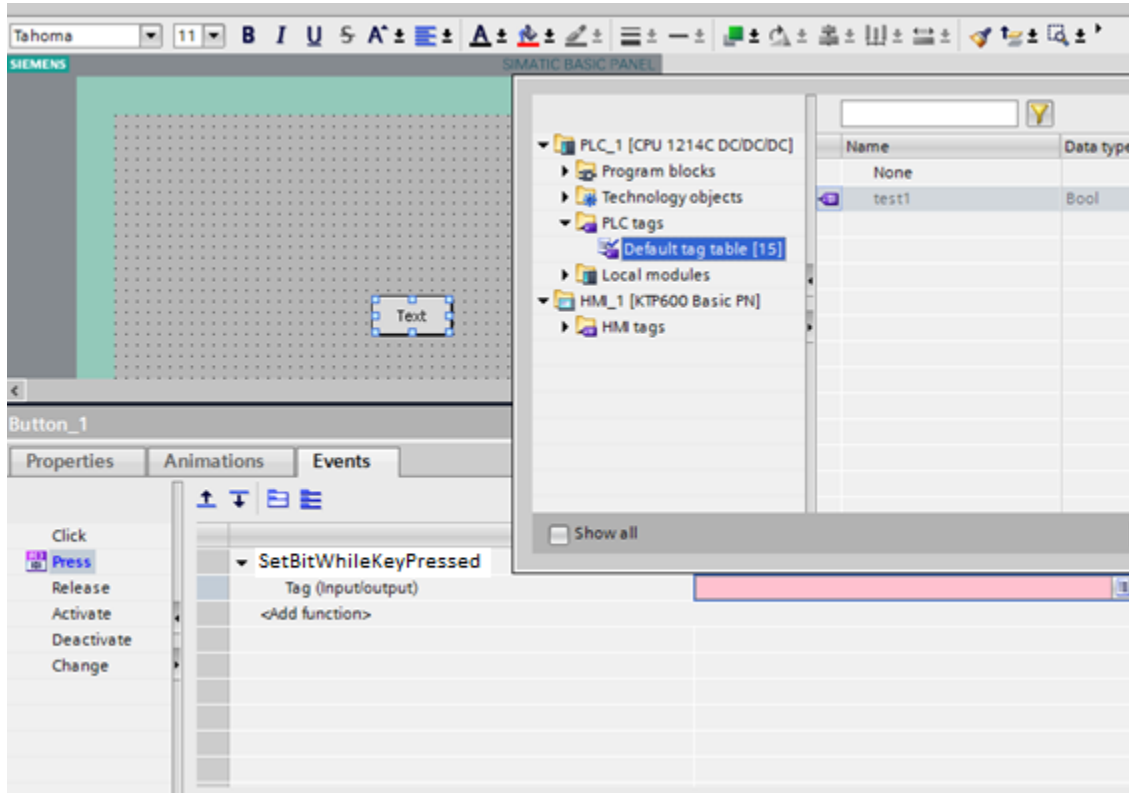 Tahoma 11 B I U S A A
SIEMENS SIMATIC BASIC PANEL
Name Data type
PLC_1 [CPU 1214C DC/DC/DC]
None
Program blocks
Technology objects
test1 Bool
PLC tags
Default tag table [15]
Local modules
HMI_1 [KTP600 Basic PN]
HMI tags
Text
Show all
Button_1
Properties Animations Events
Click
Press
Release
Activate
Deactivate
Change
SetBitWhileKeyPressed
Tag (Input/output)
<Add function>